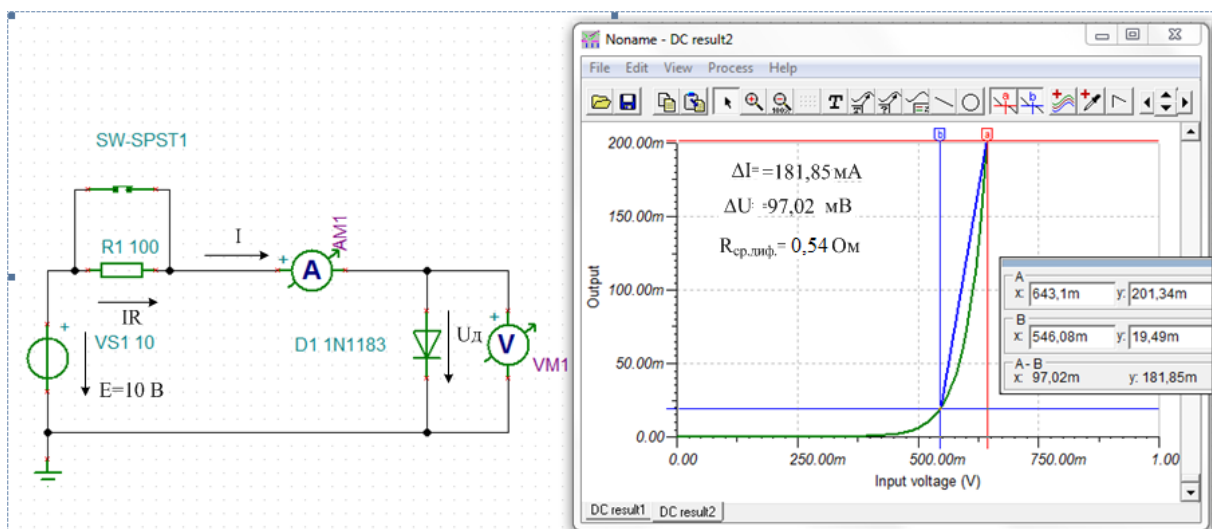 SW-SPST1
R1 100
I
AM1
+
A
IR
+
VS1 10
E=10 В
D1 1N1183
Uд
+
V
VM1
Noname - DC result2
File Edit View Process Help
T
100%
a
b
b
a
200.00m
150.00m
100.00m
50.00m
0.00
Output
ΔI= =181,85 мА
ΔU: =97,02 мВ
Rср.диф.= 0,54 Ом
0.00
250.00m
500.00m
750.00m
1.00
Input voltage (V)
A
x: 643,1m y: 201,34m
B
x: 546,08m y: 19,49m
A - B
x: 97,02m y: 181,85m
DC result1 DC result2